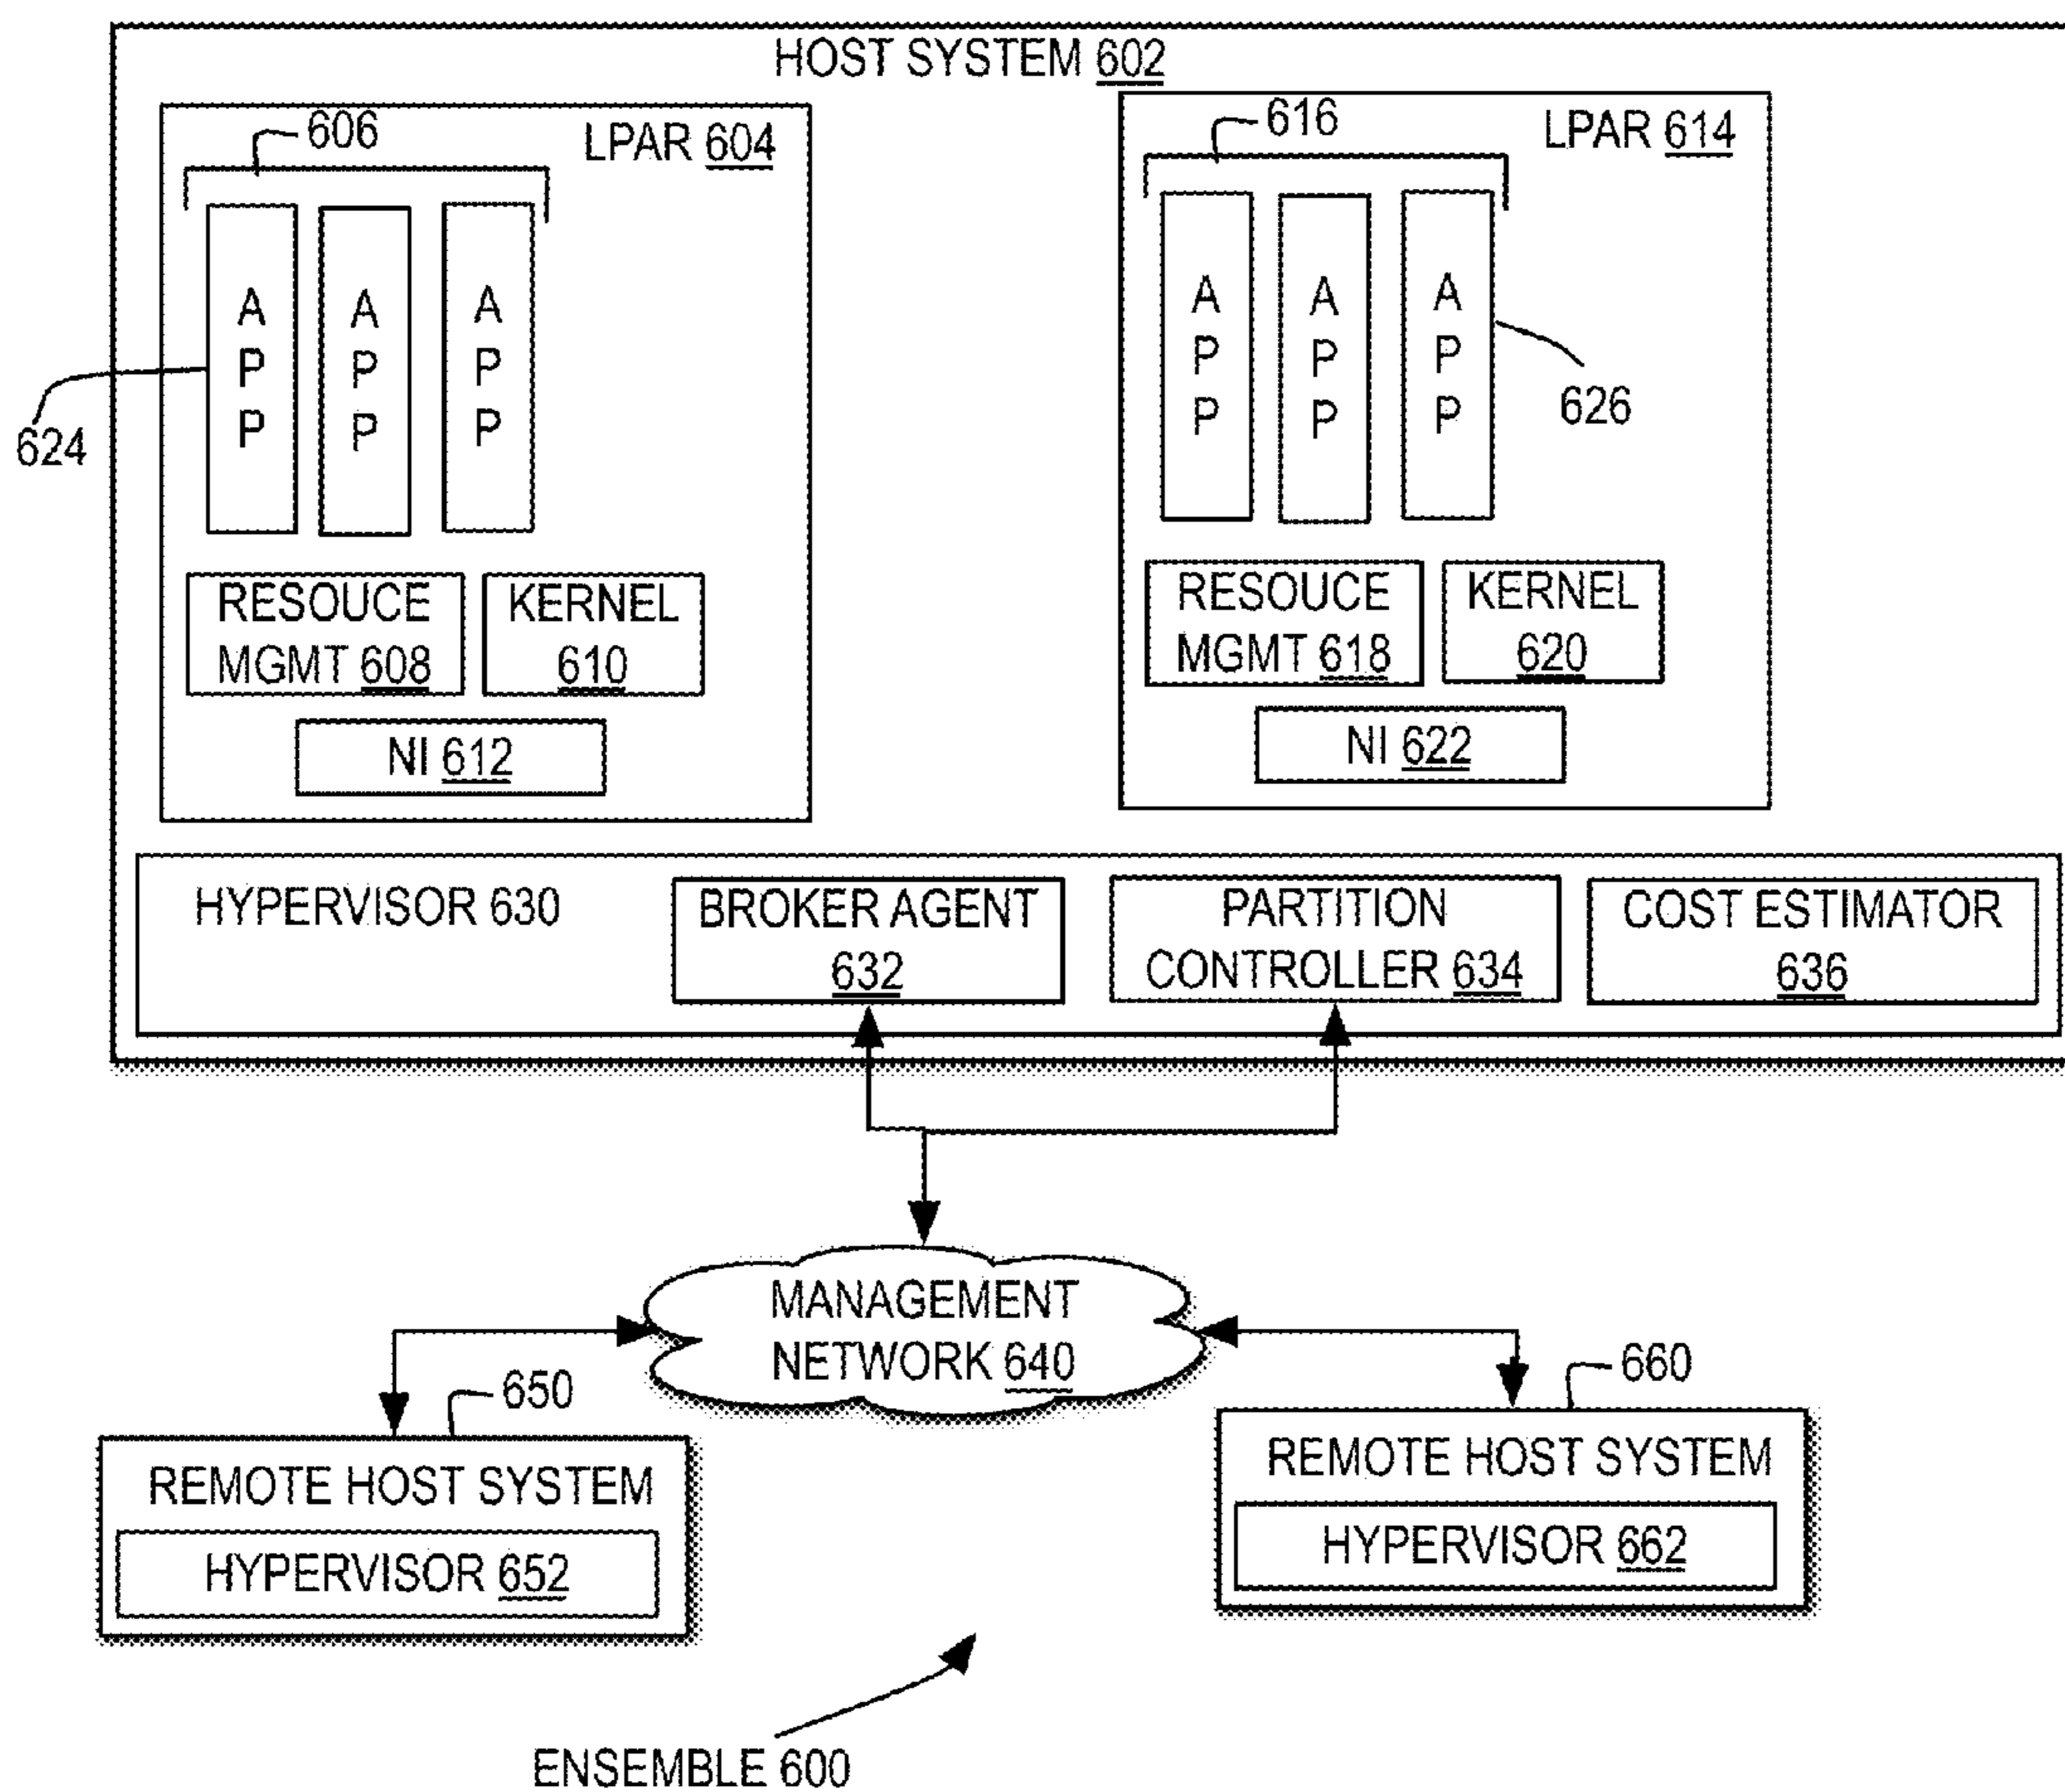 HOST SYSTEM 602
606
LPAR 604
A
P
P
A
P
P
A
P
P
624
RESOUCE
MGMT 608
KERNEL
610
NI 612
616
LPAR 614
A
P
P
A
P
P
A
P
P
626
RESOUCE
MGMT 618
KERNEL
620
NI 622
HYPERVISOR 630
BROKER AGENT
632
PARTITION
CONTROLLER 634
COST ESTIMATOR
636
MANAGEMENT
NETWORK 640
650
REMOTE HOST SYSTEM
HYPERVISOR 652
660
REMOTE HOST SYSTEM
HYPERVISOR 662
ENSEMBLE 600